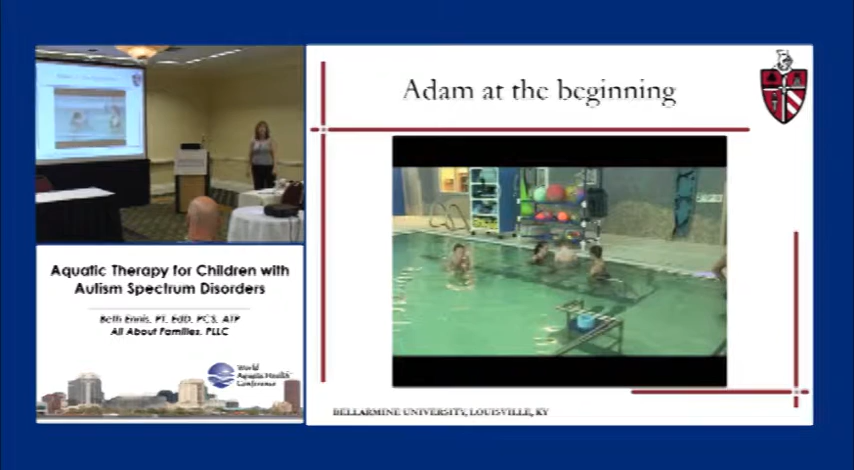 Adam at the beginning
Aquatic Therapy for Children with
Autism Spectrum Disorders
Beth Ennis, PT, EdD, PCS, ATP
All About Families, PLLC
World
Aquatic Health
Conference
BELLARMINE UNIVERSITY, LOUISVILLE, KY